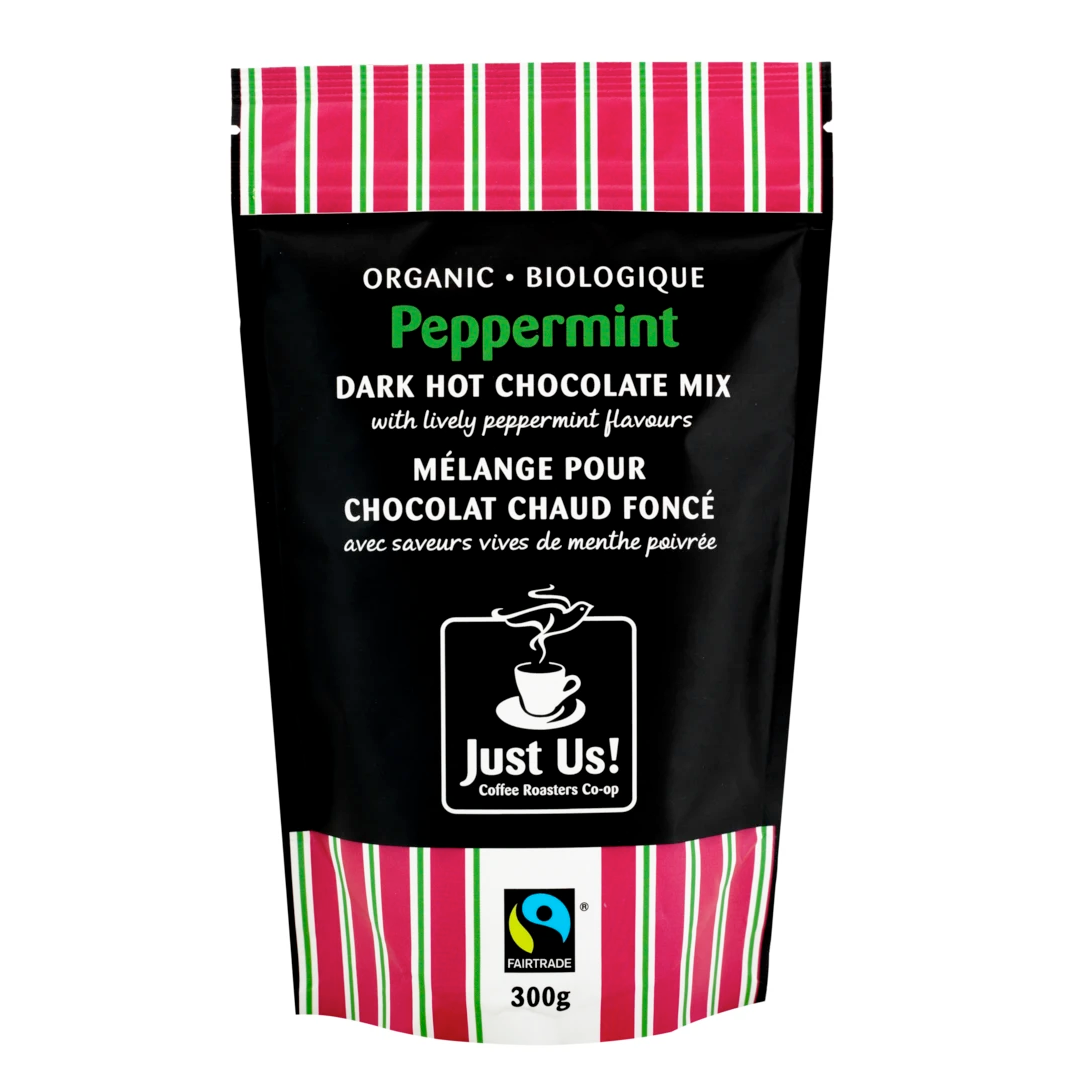 ORGANIC • BIOLOGIQUE
Peppermint
DARK HOT CHOCOLATE MIX
with lively peppermint flavours
MÉLANGE POUR
CHOCOLAT CHAUD FONCÉ
avec saveurs vives de menthe poivrée
Just Us!
Coffee Roasters Co-op
®
FAIRTRADE
300g